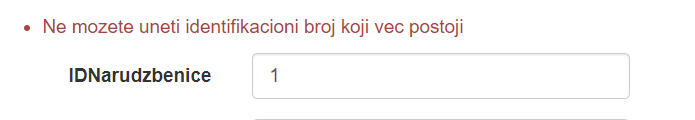 Ne mozete uneti identifikacioni broj koji vec postoji
IDNarudzbenice 1